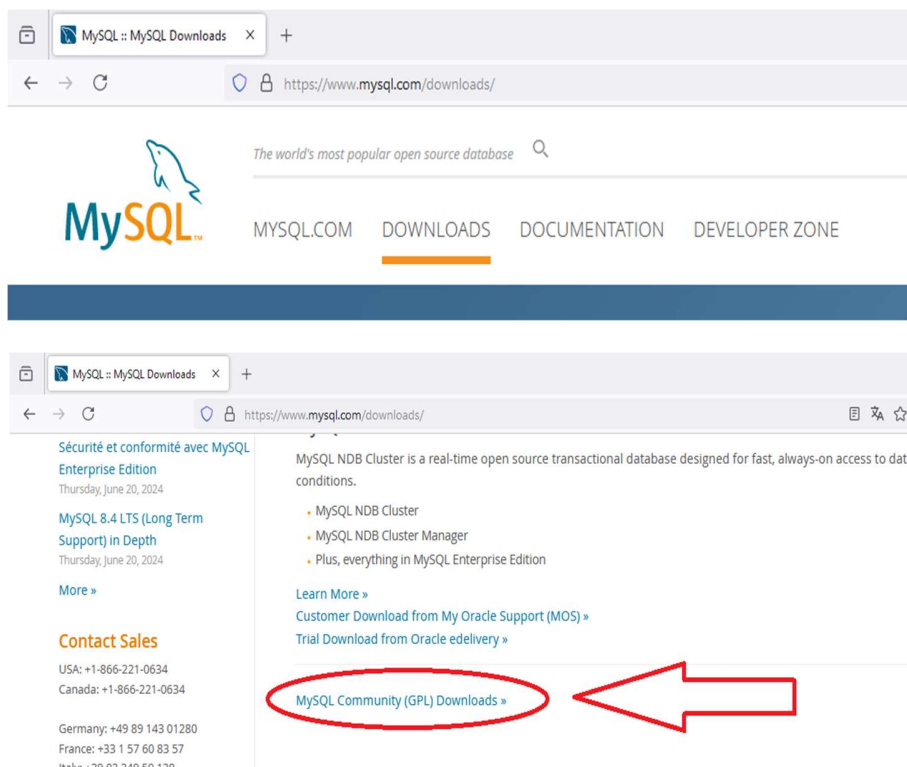 MySQL :: MySQL Downloads
https://www.mysql.com/downloads/
The world's most popular open source database
MySQL™
MYSQL.COM DOWNLOADS DOCUMENTATION DEVELOPER ZONE
MySQL :: MySQL Downloads
https://www.mysql.com/downloads/
Sécurité et conformité avec MySQL
Enterprise Edition
Thursday, June 20, 2024
MySQL 8.4 LTS (Long Term
Support) in Depth
Thursday, June 20, 2024
More »
Contact Sales
USA: +1-866-221-0634
Canada: +1-866-221-0634
Germany: +49 89 143 01280
France: +33 1 57 60 83 57
MySQL NDB Cluster is a real-time open source transactional database designed for fast, always-on access to dat
conditions.
• MySQL NDB Cluster
• MySQL NDB Cluster Manager
• Plus, everything in MySQL Enterprise Edition
Learn More »
Customer Download from My Oracle Support (MOS) »
Trial Download from Oracle edelivery »
MySQL Community (GPL) Downloads »